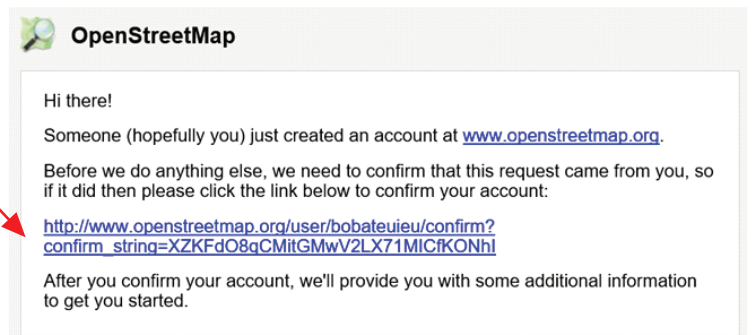 OpenStreetMap
Hi there!
Someone (hopefully you) just created an account at www.openstreetmap.org.
Before we do anything else, we need to confirm that this request came from you, so
if it did then please click the link below to confirm your account:
http://www.openstreetmap.org/user/bobateuieu/confirm?
confirm_string=XZKFdO8qCMitGMwV2LX71MICfKONhI
After you confirm your account, we'll provide you with some additional information
to get you started.